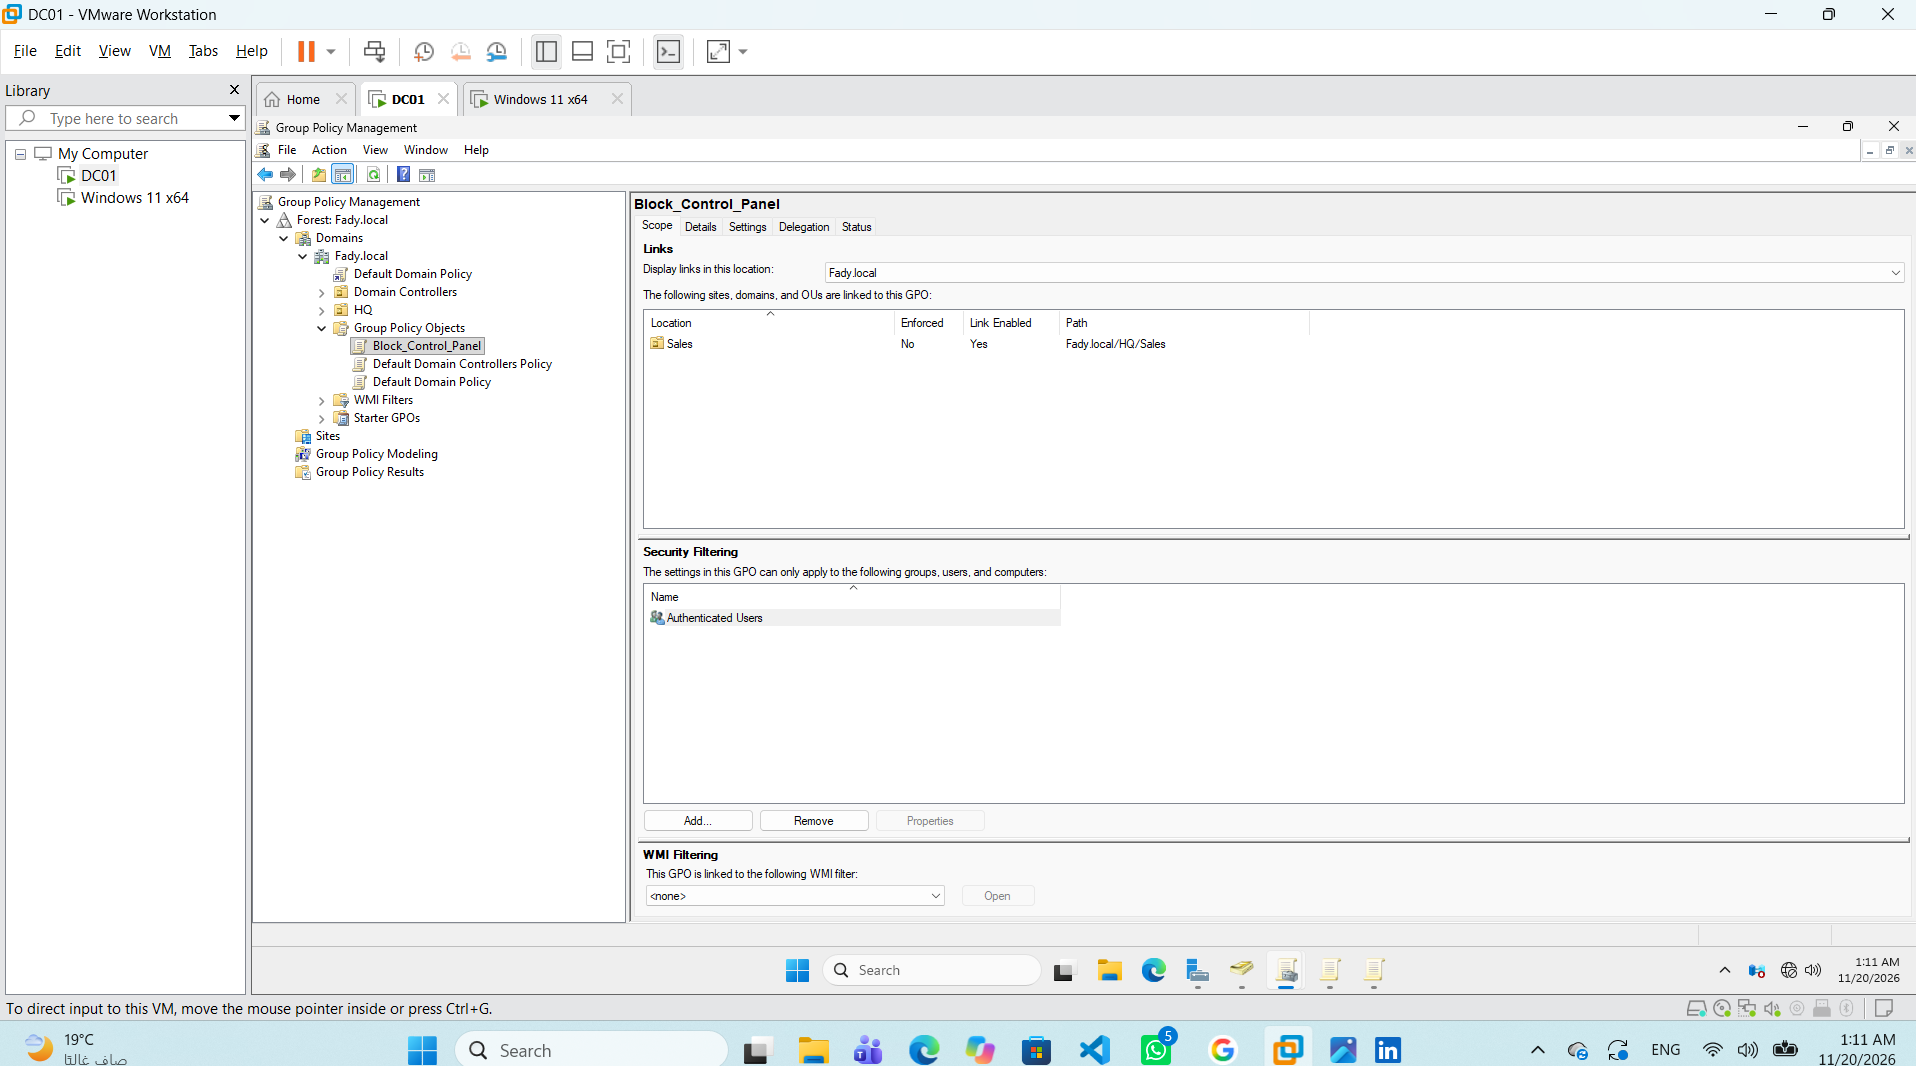 DC01 - VMware Workstation
File Edit View VM Tabs Help
Library
Type here to search
My Computer
DC01
Windows 11 x64
Home
DC01
Windows 11 x64
Group Policy Management
File Action View Window Help
Group Policy Management
Forest: Fady.local
Domains
Fady.local
Default Domain Policy
Domain Controllers
HQ
Group Policy Objects
Block_Control_Panel
Default Domain Controllers Policy
Default Domain Policy
WMI Filters
Starter GPOs
Sites
Group Policy Modeling
Group Policy Results
Block_Control_Panel
Scope Details Settings Delegation Status
Links
Display links in this location: Fady.local
The following sites, domains, and OUs are linked to this GPO:
Location Enforced Link Enabled Path
Sales No Yes Fady.local/HQ/Sales
Security Filtering
The settings in this GPO can only apply to the following groups, users, and computers:
Name
Authenticated Users
Add... Remove Properties
WMI Filtering
This GPO is linked to the following WMI filter:
<none> Open
Search
1:11 AM
11/20/2026
To direct input to this VM, move the mouse pointer inside or press Ctrl+G.
19°C
صافٍ غالبًا
Search
5
ENG
1:11 AM
11/20/2026